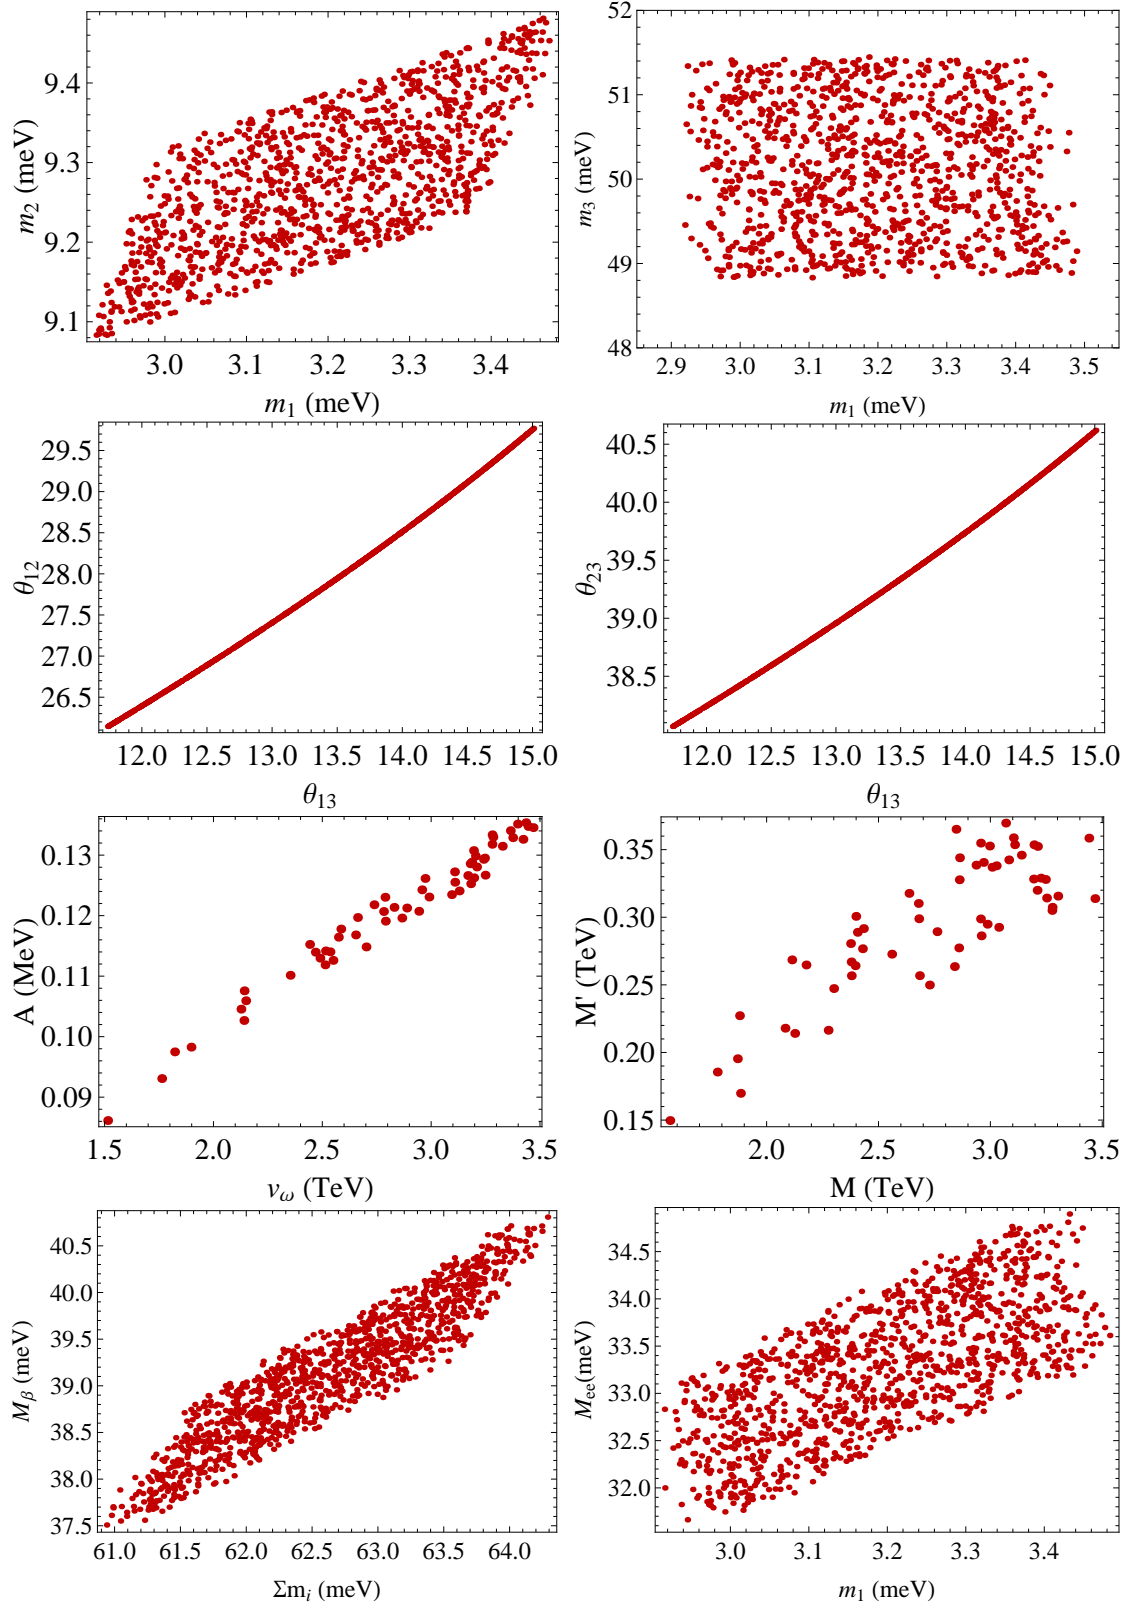 9.4
9.3
9.2
9.1
m₂ (meV)
3.0 3.1 3.2 3.3 3.4
m₁ (meV)
52
51
50
49
48
m₃ (meV)
2.9 3.0 3.1 3.2 3.3 3.4 3.5
m₁ (meV)
29.5
29.0
28.5
28.0
27.5
27.0
26.5
θ₁₂
12.0 12.5 13.0 13.5 14.0 14.5 15.0
θ₁₃
40.5
40.0
39.5
39.0
38.5
θ₂₃
12.0 12.5 13.0 13.5 14.0 14.5 15.0
θ₁₃
0.13
0.12
0.11
0.10
0.09
A (MeV)
1.5 2.0 2.5 3.0 3.5
v_ω (TeV)
0.35
0.30
0.25
0.20
0.15
M' (TeV)
2.0 2.5 3.0 3.5
M (TeV)
40.5
40.0
39.5
39.0
38.5
38.0
37.5
M_β (meV)
61.0 61.5 62.0 62.5 63.0 63.5 64.0
Σm_i (meV)
34.5
34.0
33.5
33.0
32.5
32.0
M_ee(meV)
3.0 3.1 3.2 3.3 3.4
m₁ (meV)